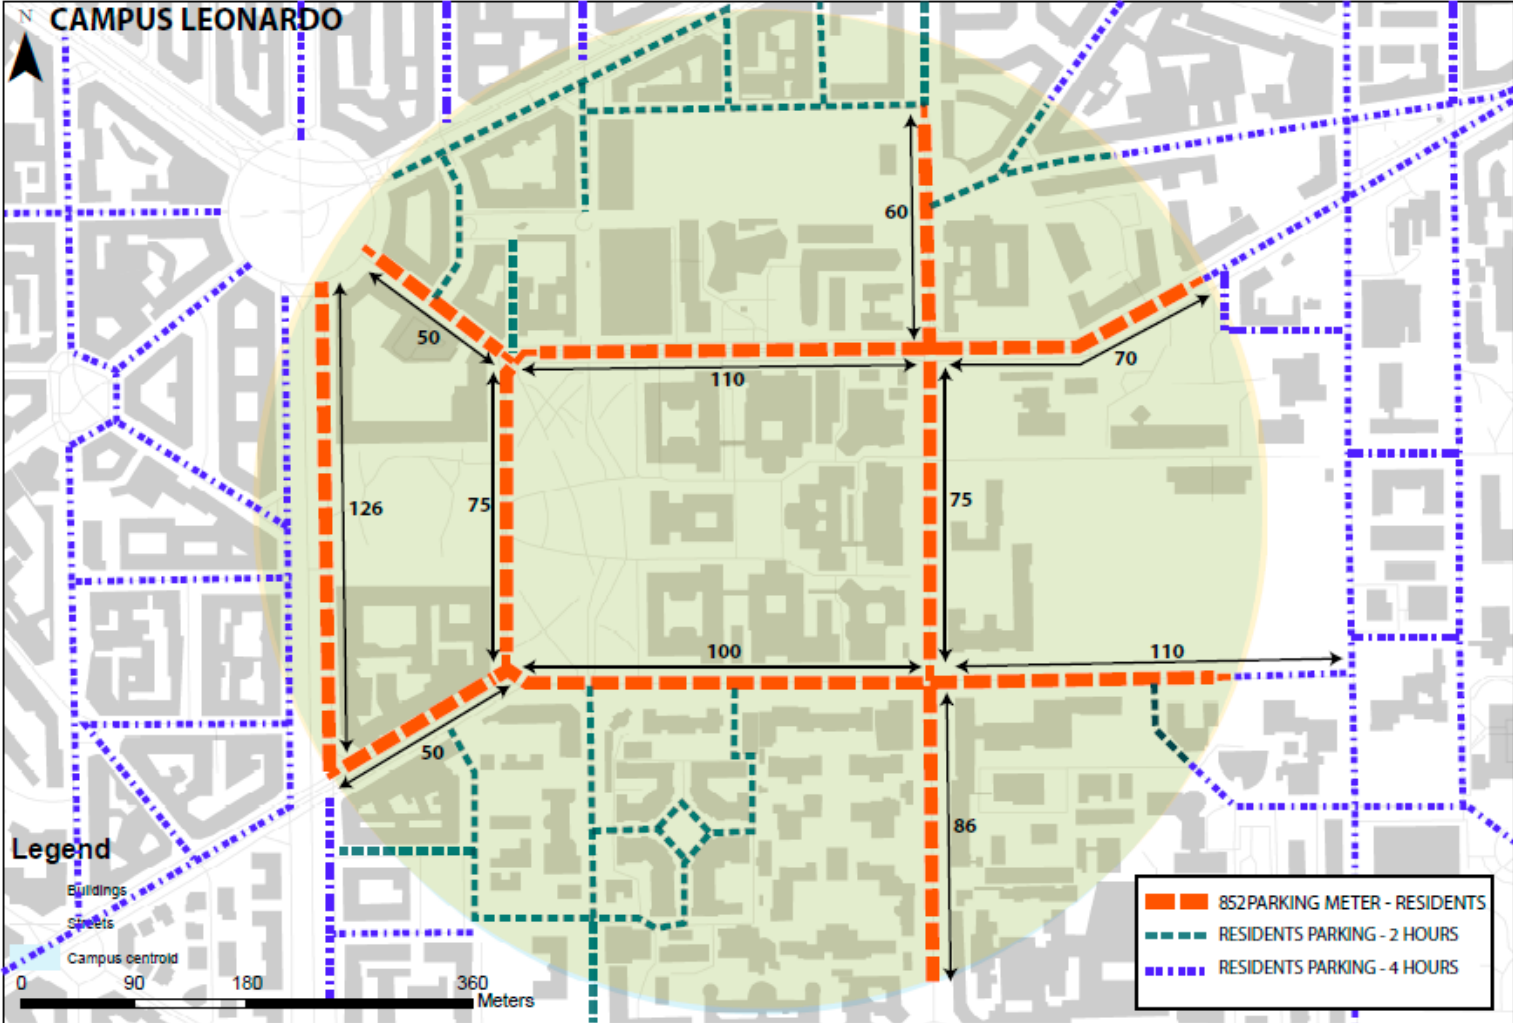 N
CAMPUS LEONARDO
60
50
110
70
126
75
75
100
110
50
86
Legend
Buildings
Streets
Campus centroid
0 90 180 360
Meters
852PARKING METER - RESIDENTS
RESIDENTS PARKING - 2 HOURS
RESIDENTS PARKING - 4 HOURS